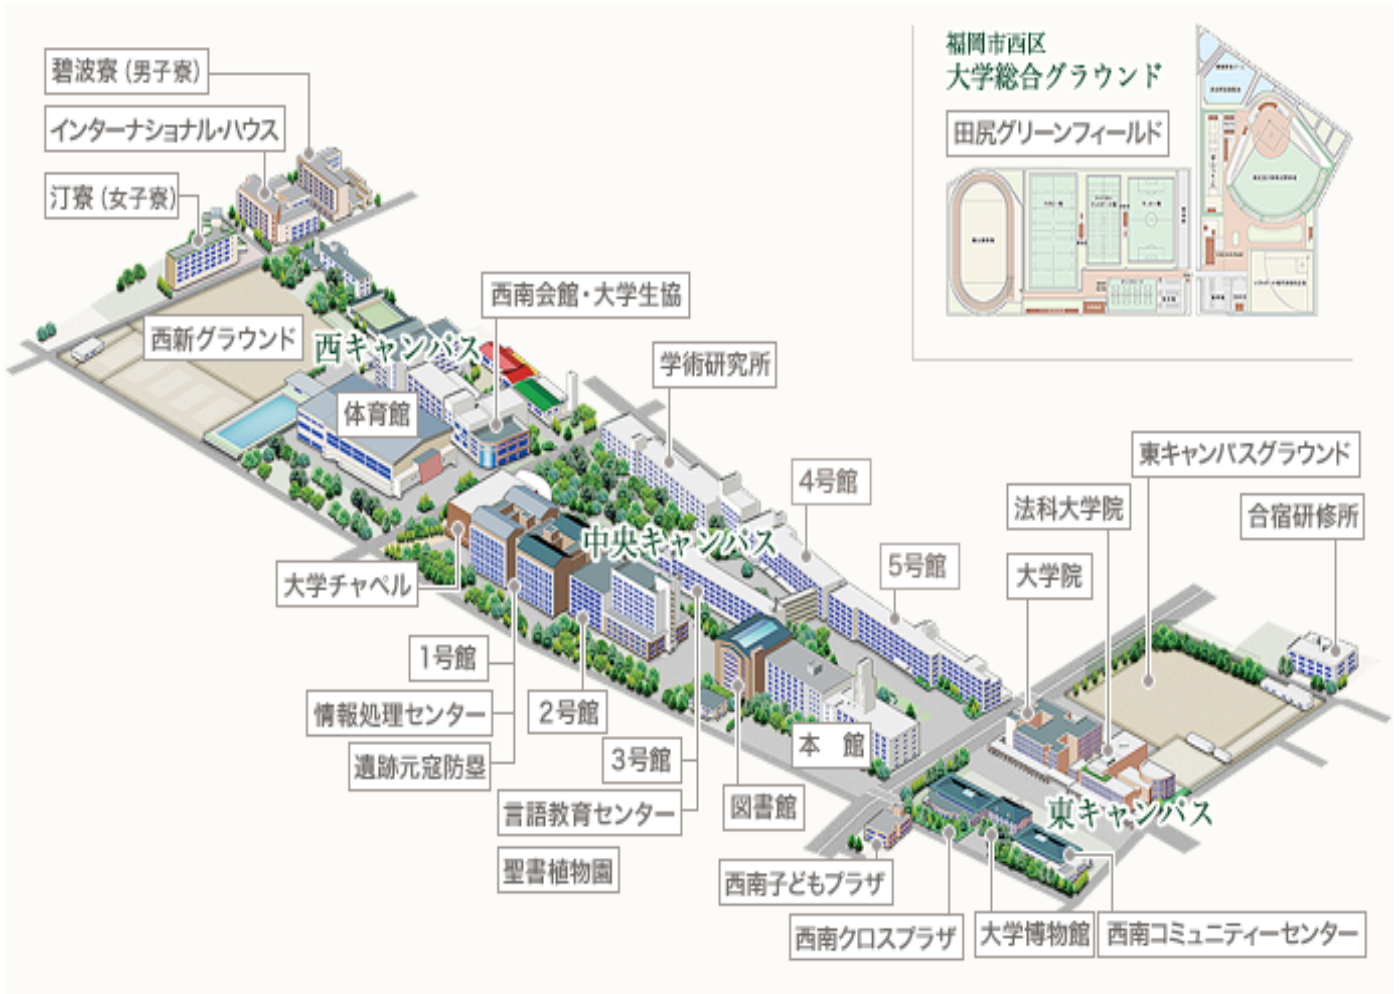 碧波寮(男子寮)
インターナショナル・ハウス
汀寮(女子寮)
福岡市西区
大学総合グラウンド
田尻グリーンフィールド
西南会館・大学生協
西新グラウンド
西キャンパス
学術研究所
体育館
東キャンパスグラウンド
4号館
法科大学院
合宿研修所
中央キャンパス
5号館
大学院
大学チャペル
1号館
情報処理センター
2号館
遺跡元寇防塁
3号館
本 館
言語教育センター
図書館
東キャンパス
聖書植物園
西南子どもプラザ
西南クロスプラザ
大学博物館
西南コミュニティーセンター